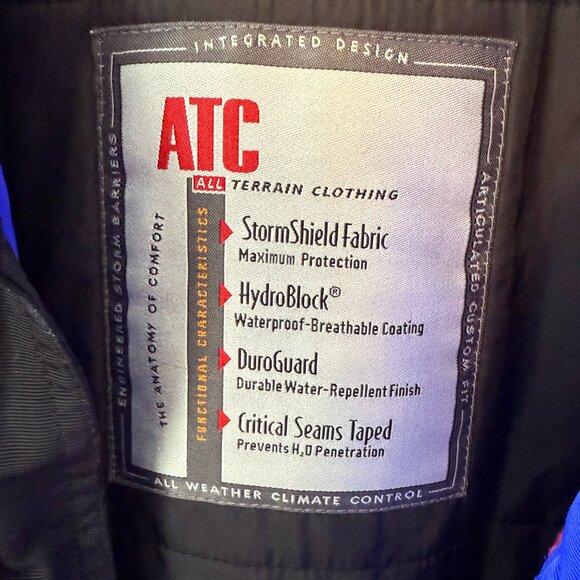 INTEGRATED DESIGN
ATC
ALL TERRAIN CLOTHING
StormShield Fabric
Maximum Protection
HydroBlock®
Waterproof-Breathable Coating
DuroGuard
Durable Water-Repellent Finish
Critical Seams Taped
Prevents H₂O Penetration
FUNCTIONAL CHARACTERISTICS
THE ANATOMY OF COMFORT
ENGINEERED STORM BARRIERS
ARTICULATED CUSTOM FIT
ALL WEATHER CLIMATE CONTROL